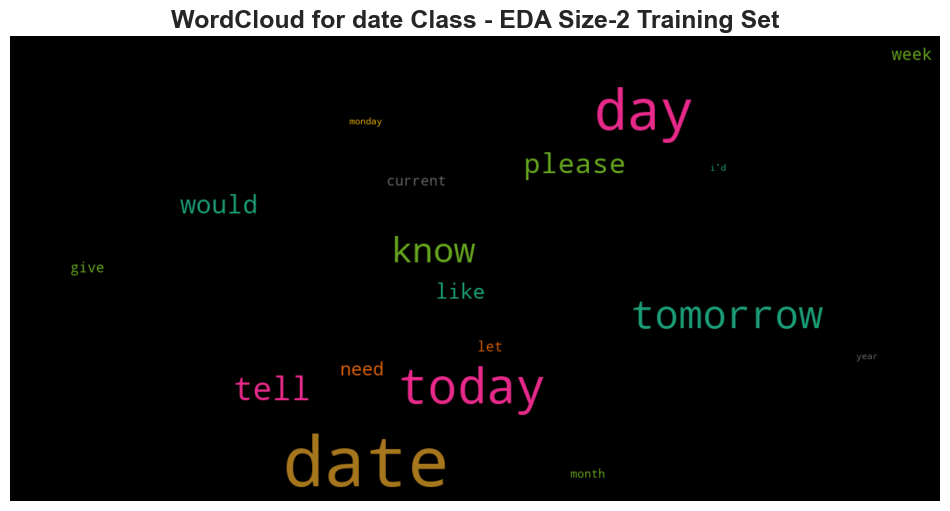 WordCloud for date Class - EDA Size-2 Training Set
week
day
monday
please
i'd
current
would
know
give
like
tomorrow
let
year
need
tell
today
date
month